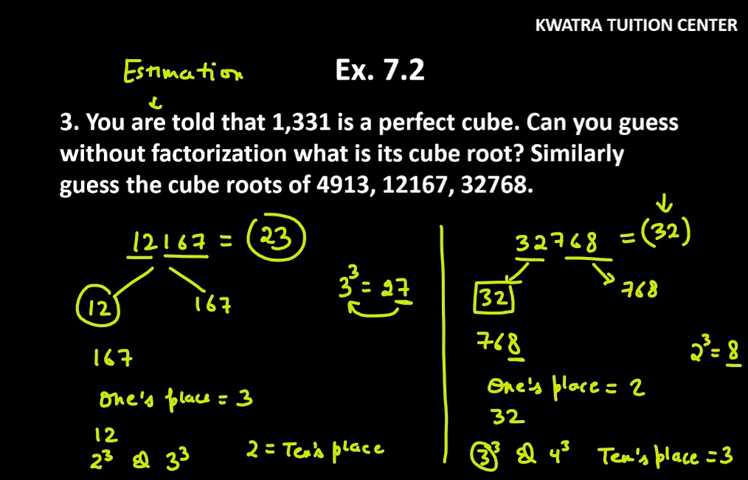 KWATRA TUITION CENTER
Estimation
Ex. 7.2
3. You are told that 1,331 is a perfect cube. Can you guess
without factorization what is its cube root? Similarly
guess the cube roots of 4913, 12167, 32768.
12167 = 23
12
167
3³ = 27
167
One's place = 3
12
2³ & 3³
2 = Ten's place
32768 = (32)
32
768
768
2³ = 8
One's place = 2
32
3³ & 4³
Ten's place = 3